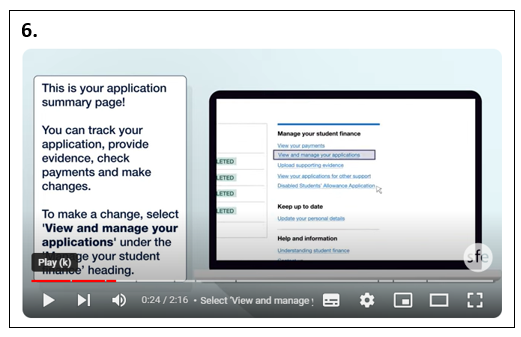 6.
This is your application
summary page!
You can track your
application, provide
evidence, check
payments and make
changes.
To make a change, select
'View and manage your
applications' under the
'Manage your student
finance' heading.
LETED
LETED
LETED
LETED
Manage your student finance
View your payments
View and manage your applications
Upload supporting evidence
View your applications for other support
Disabled Students' Allowance Application
Keep up to date
Update your personal details
Help and information
Understanding student finance
sfe
Play (k)
0:24 / 2:16 • Select 'View and manage